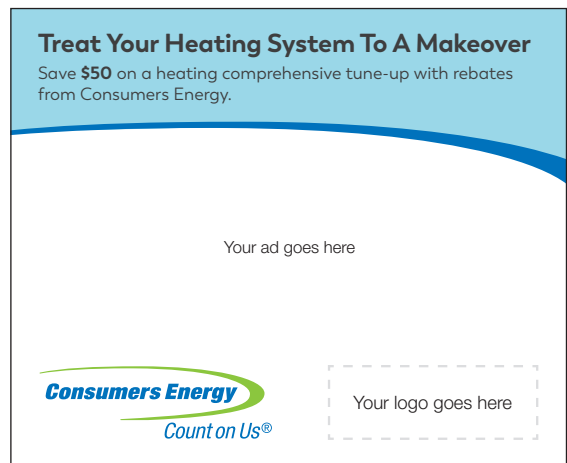 Treat Your Heating System To A Makeover
Save $50 on a heating comprehensive tune-up with rebates
from Consumers Energy.
Your ad goes here
Consumers Energy
Count on Us®
Your logo goes here